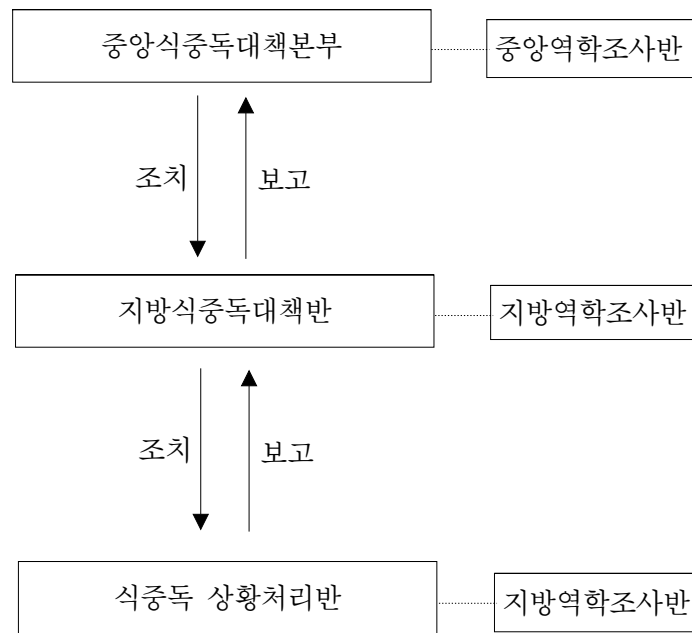 중앙식중독대책본부
중앙역학조사반
조치
보고
지방식중독대책반
지방역학조사반
조치
보고
식중독 상황처리반
지방역학조사반